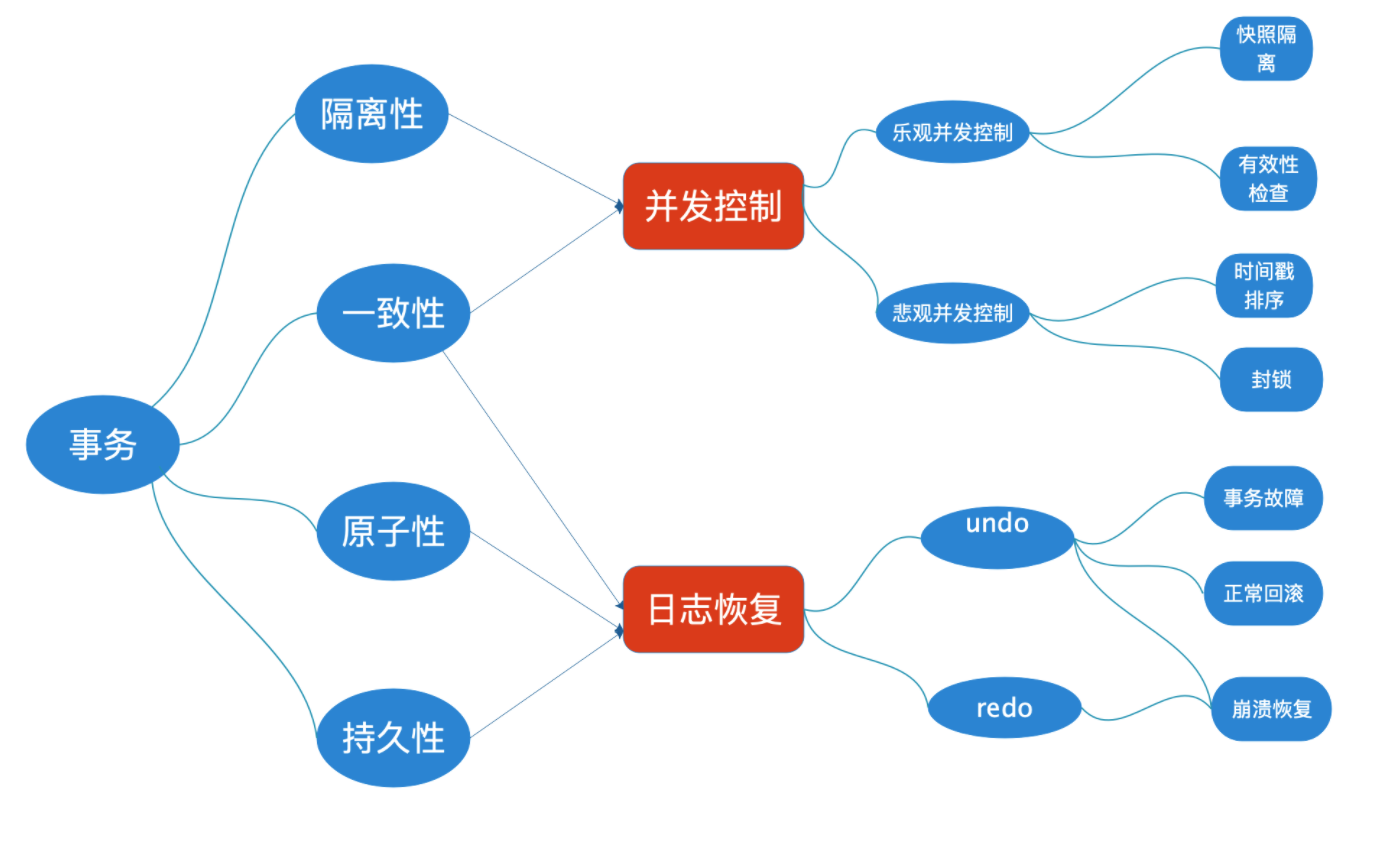 事务
隔离性
一致性
原子性
持久性
并发控制
日志恢复
乐观并发控制
悲观并发控制
undo
redo
快照隔
离
有效性
检查
时间戳
排序
封锁
事务故障
正常回滚
崩溃恢复